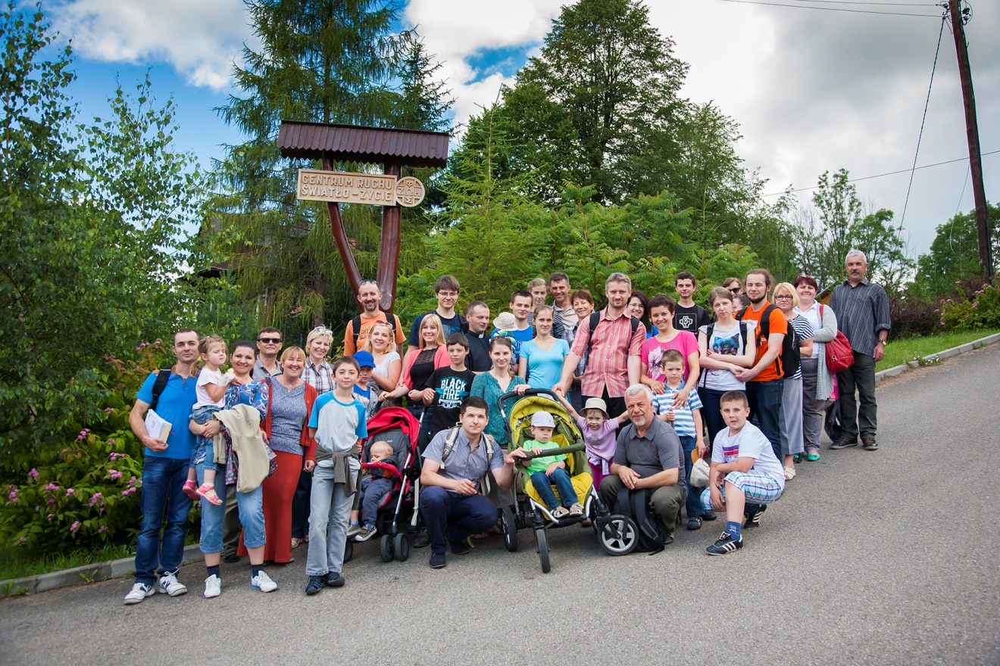 CENTRUM RUCHU
ŚWIATŁO-ŻYCIE
BLACK
FIRE